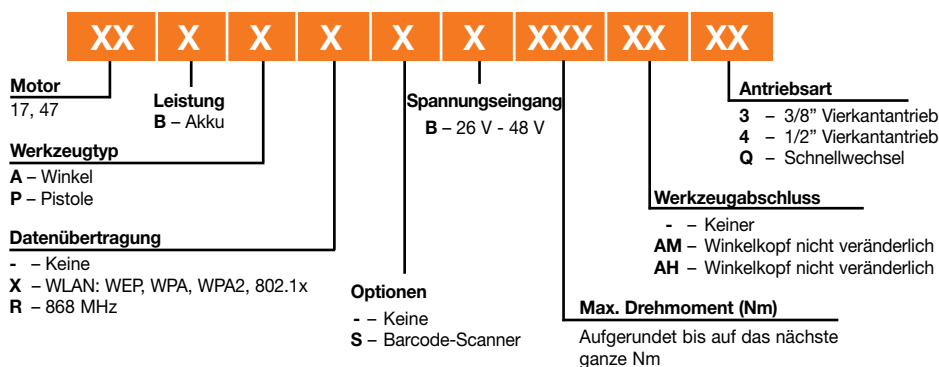 XX X X X X X XXX XX XX
Motor
17, 47
Leistung
B – Akku
Werkzeugtyp
A – Winkel
P – Pistole
Datenübertragung
- – Keine
X – WLAN: WEP, WPA, WPA2, 802.1x
R – 868 MHz
Optionen
- – Keine
S – Barcode-Scanner
Spannungseingang
B – 26 V - 48 V
Max. Drehmoment (Nm)
Aufgerundet bis auf das nächste
ganze Nm
Werkzeugabschluss
- – Keiner
AM – Winkelkopf nicht veränderlich
AH – Winkelkopf nicht veränderlich
Antriebsart
3 – 3/8” Vierkantantrieb
4 – 1/2” Vierkantantrieb
Q – Schnellwechsel